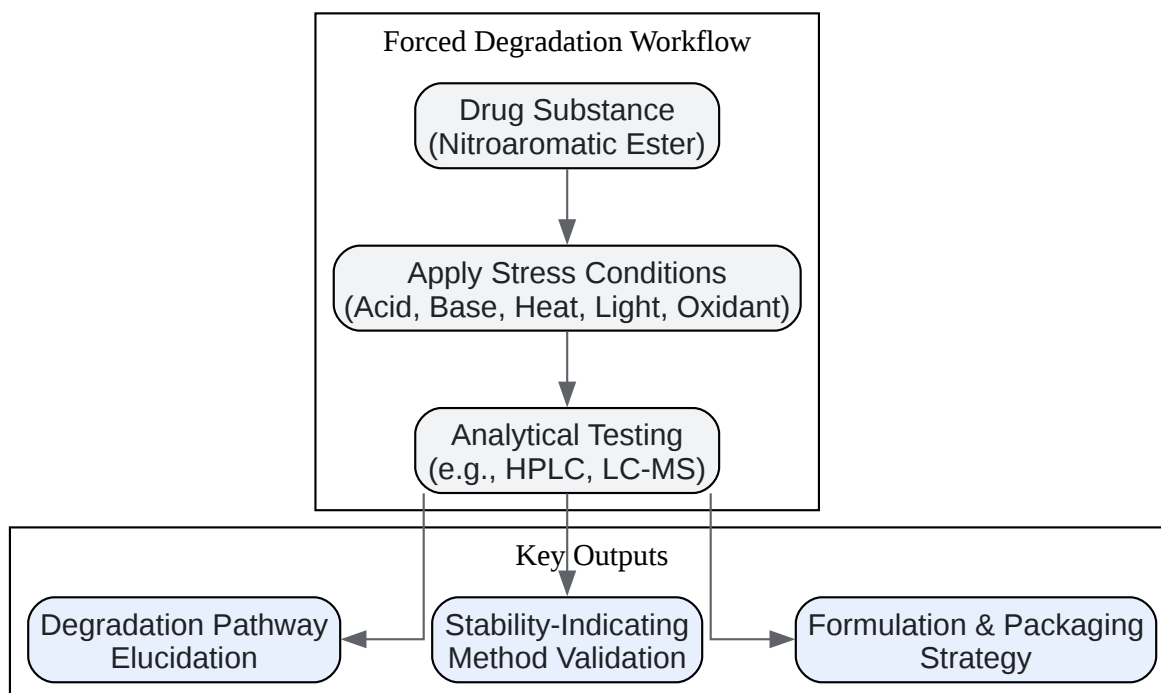 Forced Degradation Workflow
Drug Substance
(Nitroaromatic Ester)
Apply Stress Conditions
(Acid, Base, Heat, Light, Oxidant)
Analytical Testing
(e.g., HPLC, LC-MS)
Key Outputs
Degradation Pathway
Elucidation
Stability-Indicating
Method Validation
Formulation & Packaging
Strategy